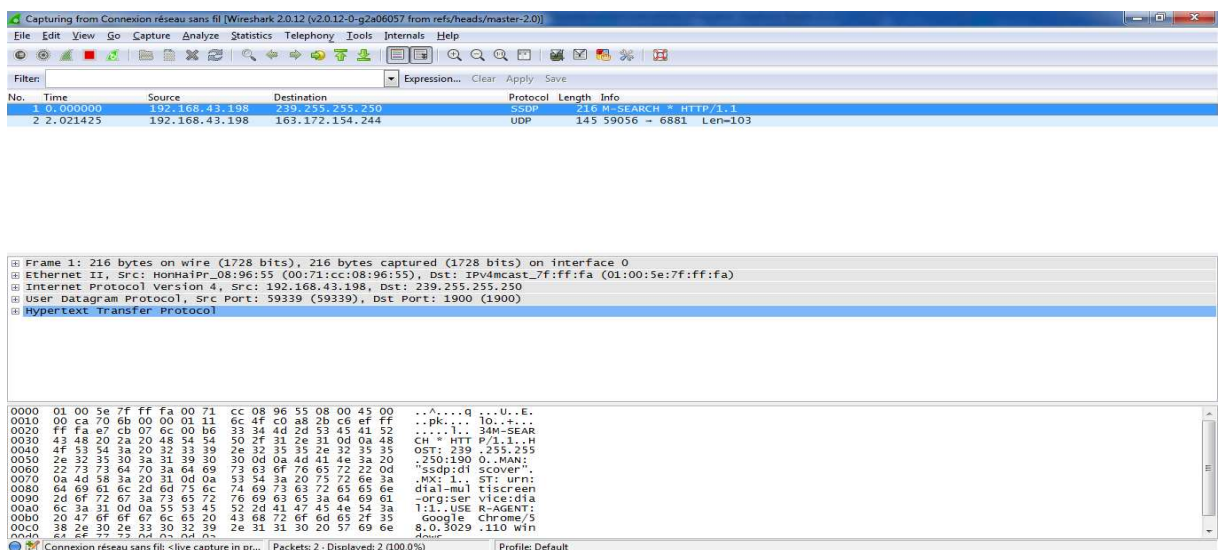 Capturing from Connexion réseau sans fil [Wireshark 2.0.12 (v2.0.12-0-g2a06057 from refs/heads/master-2.0)]
File Edit View Go Capture Analyze Statistics Telephony Tools Internals Help
Filter: Expression... Clear Apply Save
No. Time Source Destination Protocol Length Info
1 0.000000 192.168.43.198 239.255.255.250 SSDP 216 M-SEARCH * HTTP/1.1
2 2.021425 192.168.43.198 163.172.154.244 UDP 145 59056 → 6881 Len=103
Frame 1: 216 bytes on wire (1728 bits), 216 bytes captured (1728 bits) on interface 0
Ethernet II, Src: HonHaiPr_08:96:55 (00:71:cc:08:96:55), Dst: IPv4mcast_7f:ff:fa (01:00:5e:7f:ff:fa)
Internet Protocol Version 4, Src: 192.168.43.198, Dst: 239.255.255.250
User Datagram Protocol, Src Port: 59339 (59339), Dst Port: 1900 (1900)
Hypertext Transfer Protocol
0000 01 00 5e 7f ff fa 00 71 cc 08 96 55 08 00 45 00 ..^....q ...U..E.
0010 00 ca 70 6b 00 00 01 11 6c 4f c0 a8 2b c6 ef ff ..pk.... lO..+...
0020 ff fa e7 cb 07 6c 00 b6 33 34 4d 2d 53 45 41 52 .....l.. 34M-SEAR
0030 43 48 20 2a 20 48 54 54 50 2f 31 2e 31 0d 0a 48 CH * HTT P/1.1..H
0040 4f 53 54 3a 20 32 33 39 2e 32 35 35 2e 32 35 35 OST: 239 .255.255
0050 2e 32 35 30 3a 31 39 30 30 0d 0a 4d 41 4e 3a 20 .250:190 0..MAN:
0060 22 73 73 64 70 3a 64 69 73 63 6f 76 65 72 22 0d "ssdp:di scover".
0070 0a 4d 58 3a 20 31 0d 0a 53 54 3a 20 75 72 6e 3a .MX: 1.. ST: urn:
0080 64 69 61 6c 2d 6d 75 6c 74 69 73 63 72 65 65 6e dial-mul tiscreen
0090 2d 6f 72 67 3a 73 65 72 76 69 63 65 3a 64 69 61 -org:ser vice:dia
00a0 6c 3a 31 0d 0a 55 53 45 52 2d 41 47 45 4e 54 3a l:1..USE R-AGENT:
00b0 20 47 6f 6f 67 6c 65 20 43 68 72 6f 6d 65 2f 35 Google Chrome/5
00c0 38 2e 30 2e 33 30 32 39 2e 31 31 30 20 57 69 6e 8.0.3029 .110 Win
00d0 64 6f 77 73 0d 0a 0d 0a dows....
Connexion réseau sans fil: <live capture in pr... Packets: 2 · Displayed: 2 (100.0%) Profile: Default